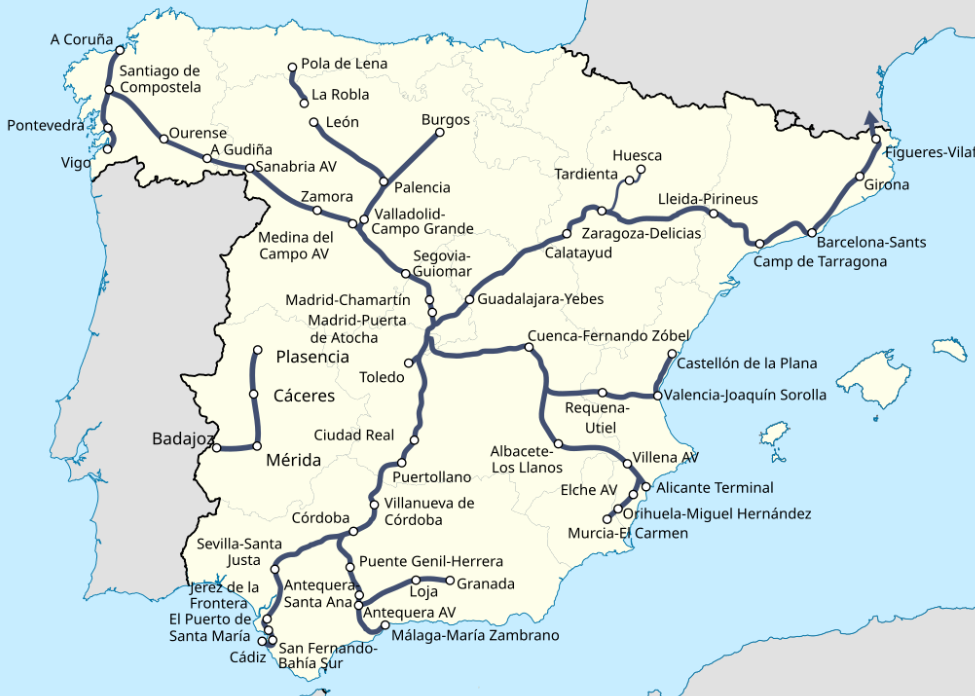 A Coruña
Santiago de
Compostela
Pontevedra
Vigo
Ourense
A Gudiña
Sanabria AV
Zamora
Medina del
Campo AV
Pola de Lena
La Robla
León
Burgos
Palencia
Valladolid-
Campo Grande
Segovia-
Guiomar
Madrid-Chamartín
Madrid-Puerta
de Atocha
Toledo
Guadalajara-Yebes
Calatayud
Zaragoza-Delicias
Tardienta
Huesca
Lleida-Pirineus
Camp de Tarragona
Barcelona-Sants
Girona
Figueres-Vilaf
Cuenca-Fernando Zóbel
Castellón de la Plana
Valencia-Joaquín Sorolla
Requena-
Utiel
Albacete-
Los Llanos
Villena AV
Alicante Terminal
Elche AV
Orihuela-Miguel Hernández
Murcia-El Carmen
Plasencia
Cáceres
Badajoz
Mérida
Ciudad Real
Puertollano
Villanueva de
Córdoba
Córdoba
Sevilla-Santa
Justa
Jerez de la
Frontera
El Puerto de
Santa María
Cádiz
San Fernando-
Bahía Sur
Puente Genil-Herrera
Antequera-
Santa Ana
Antequera AV
Loja
Granada
Málaga-María Zambrano